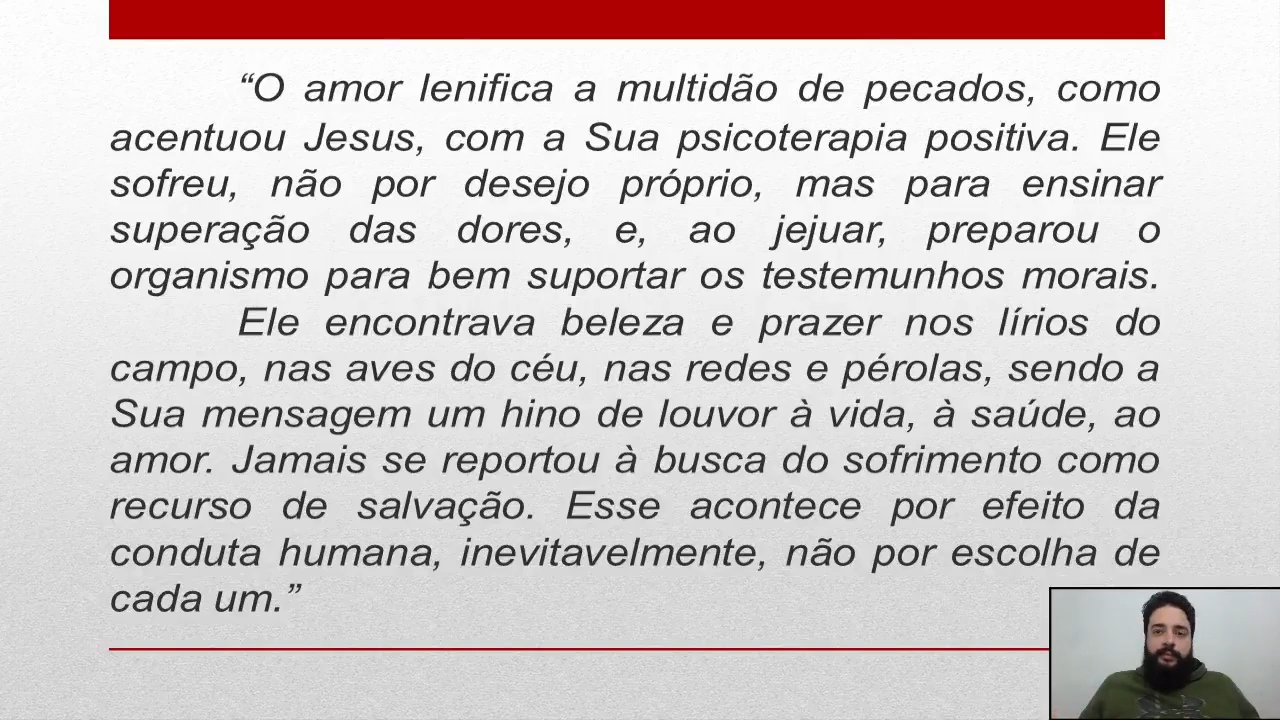 “O amor lenifica a multidão de pecados, como
acentuou Jesus, com a Sua psicoterapia positiva. Ele
sofreu, não por desejo próprio, mas para ensinar
superação das dores, e, ao jejuar, preparou o
organismo para bem suportar os testemunhos morais.
Ele encontrava beleza e prazer nos lírios do
campo, nas aves do céu, nas redes e pérolas, sendo a
Sua mensagem um hino de louvor à vida, à saúde, ao
amor. Jamais se reportou à busca do sofrimento como
recurso de salvação. Esse acontece por efeito da
conduta humana, inevitavelmente, não por escolha de
cada um.”